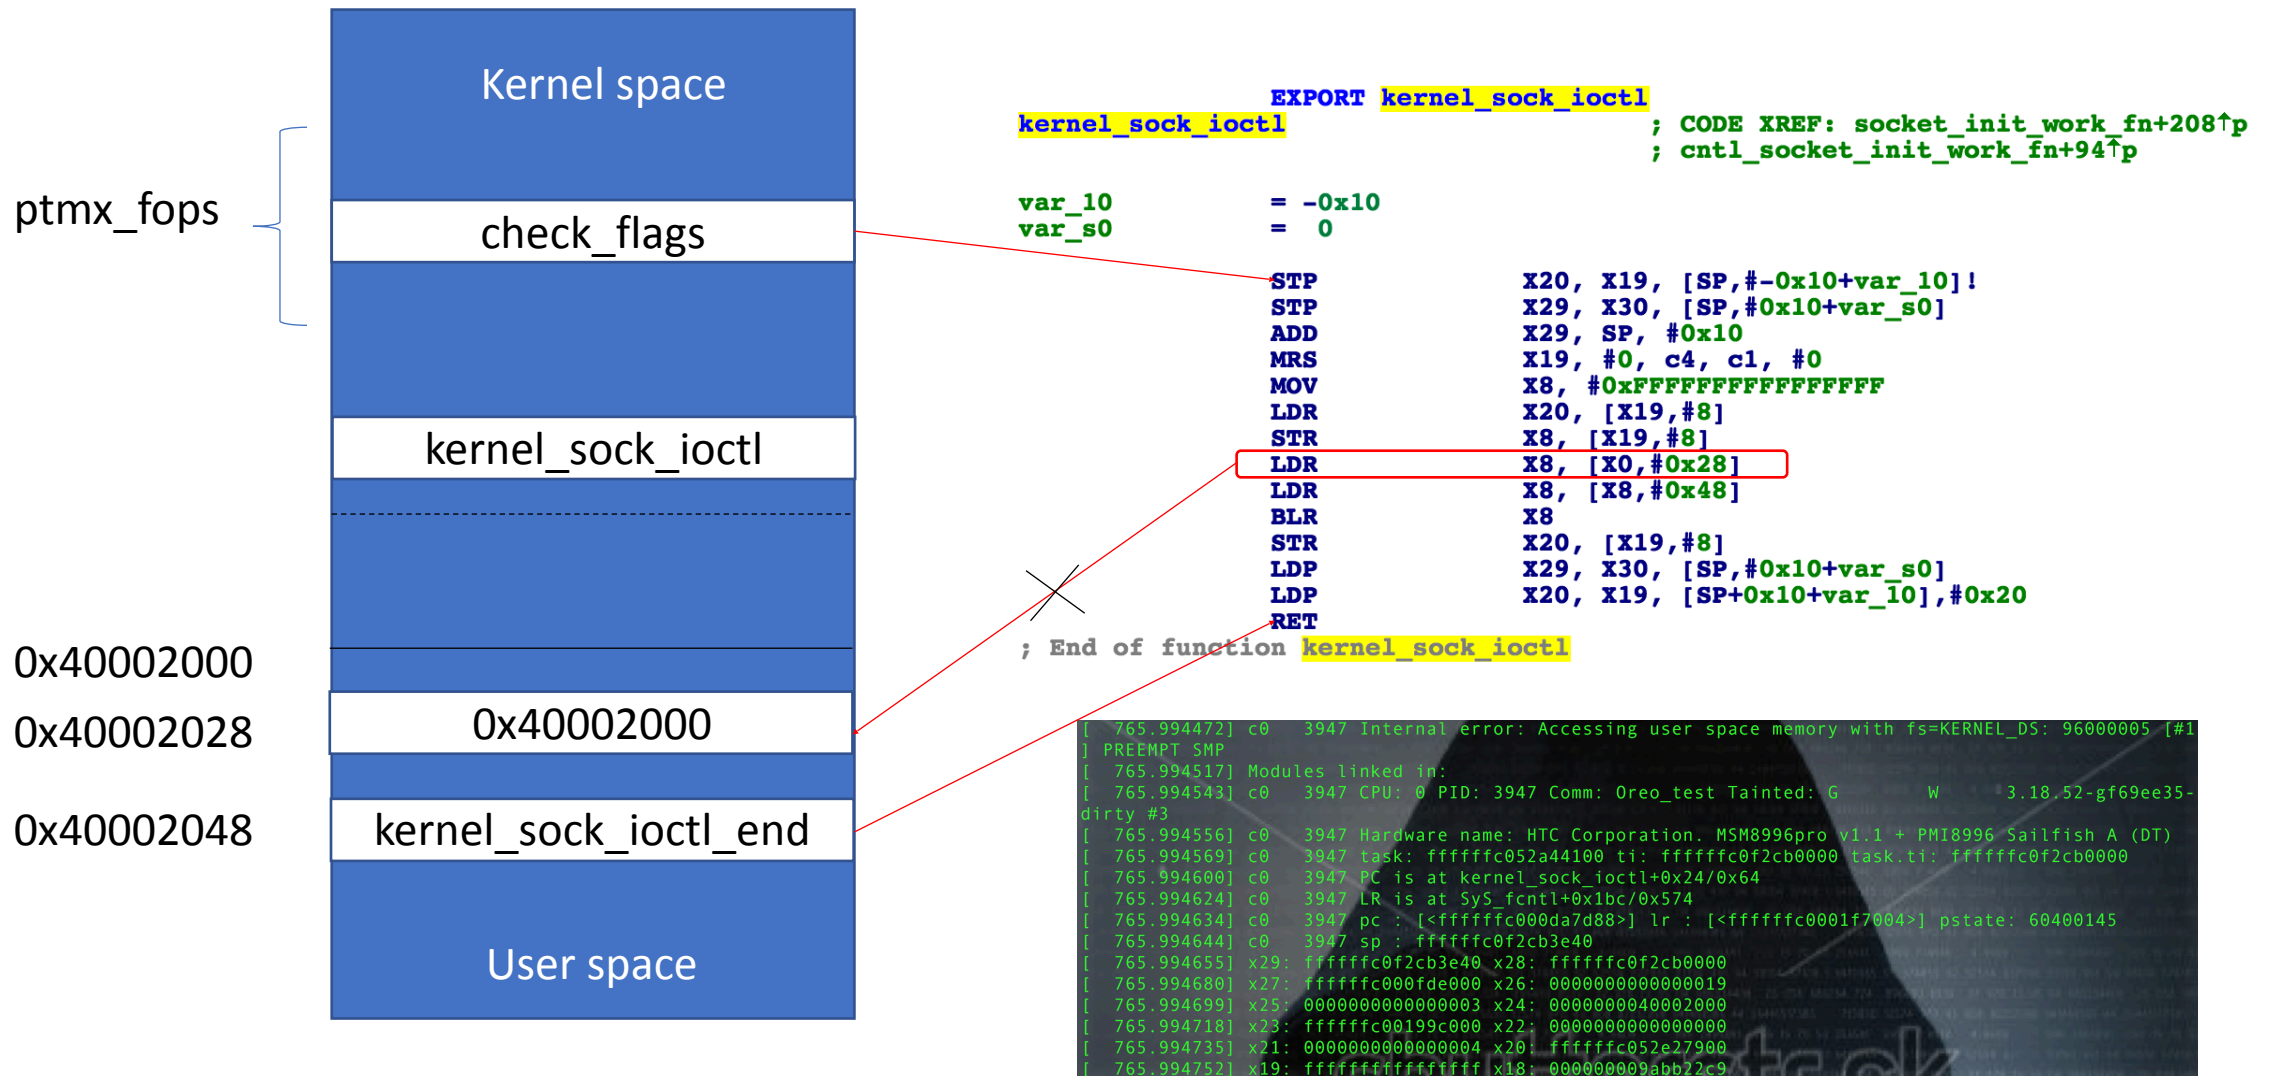 Kernel space
ptmx_fops
check_flags
kernel_sock_ioctl
0x40002000
0x40002028
0x40002000
0x40002048
kernel_sock_ioctl_end
User space
EXPORT kernel_sock_ioctl
kernel_sock_ioctl ; CODE XREF: socket_init_work_fn+208↑p
; cntl_socket_init_work_fn+94↑p
var_10 = -0x10
var_s0 = 0
STP X20, X19, [SP,#-0x10+var_10]!
STP X29, X30, [SP,#0x10+var_s0]
ADD X29, SP, #0x10
MRS X19, #0, c4, c1, #0
MOV X8, #0xFFFFFFFFFFFFFFFF
LDR X20, [X19,#8]
STR X8, [X19,#8]
LDR X8, [X0,#0x28]
LDR X8, [X8,#0x48]
BLR X8
STR X20, [X19,#8]
LDP X29, X30, [SP,#0x10+var_s0]
LDP X20, X19, [SP+0x10+var_10],#0x20
RET
; End of function kernel_sock_ioctl
[ 765.994472] c0 3947 Internal error: Accessing user space memory with fs=KERNEL_DS: 96000005 [#1
] PREEMPT SMP
[ 765.994517] Modules linked in:
[ 765.994543] c0 3947 CPU: 0 PID: 3947 Comm: Oreo_test Tainted: G W 3.18.52-gf69ee35-
dirty #3
[ 765.994556] c0 3947 Hardware name: HTC Corporation. MSM8996pro v1.1 + PMI8996 Sailfish A (DT)
[ 765.994569] c0 3947 task: ffffffc052a44100 ti: ffffffc0f2cb0000 task.ti: ffffffc0f2cb0000
[ 765.994600] c0 3947 PC is at kernel_sock_ioctl+0x24/0x64
[ 765.994624] c0 3947 LR is at SyS_fcntl+0x1bc/0x574
[ 765.994634] c0 3947 pc : [<ffffffc000da7d88>] lr : [<ffffffc0001f7004>] pstate: 60400145
[ 765.994644] c0 3947 sp : ffffffc0f2cb3e40
[ 765.994655] x29: ffffffc0f2cb3e40 x28: ffffffc0f2cb0000
[ 765.994680] x27: ffffffc000fde000 x26: 0000000000000019
[ 765.994699] x25: 0000000000000003 x24: 0000000040002000
[ 765.994718] x23: ffffffc00199c000 x22: 0000000000000000
[ 765.994735] x21: 0000000000000004 x20: ffffffc052e27900
[ 765.994752] x19: ffffffffffffffff x18: 000000009abb22c9